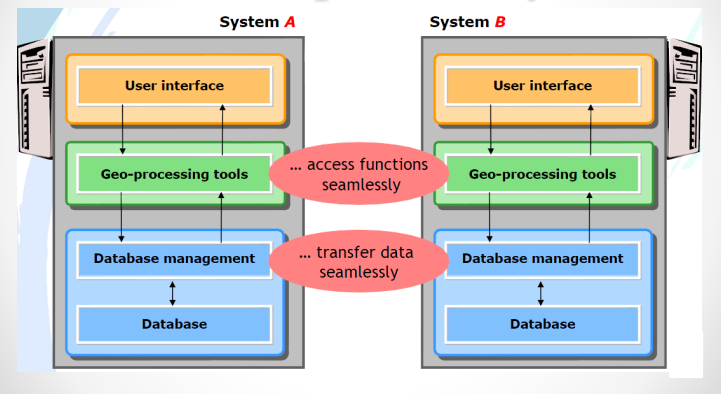 System A
System B
User interface
User interface
Geo-processing tools
... access functions
seamlessly
Geo-processing tools
Database management
... transfer data
seamlessly
Database management
Database
Database